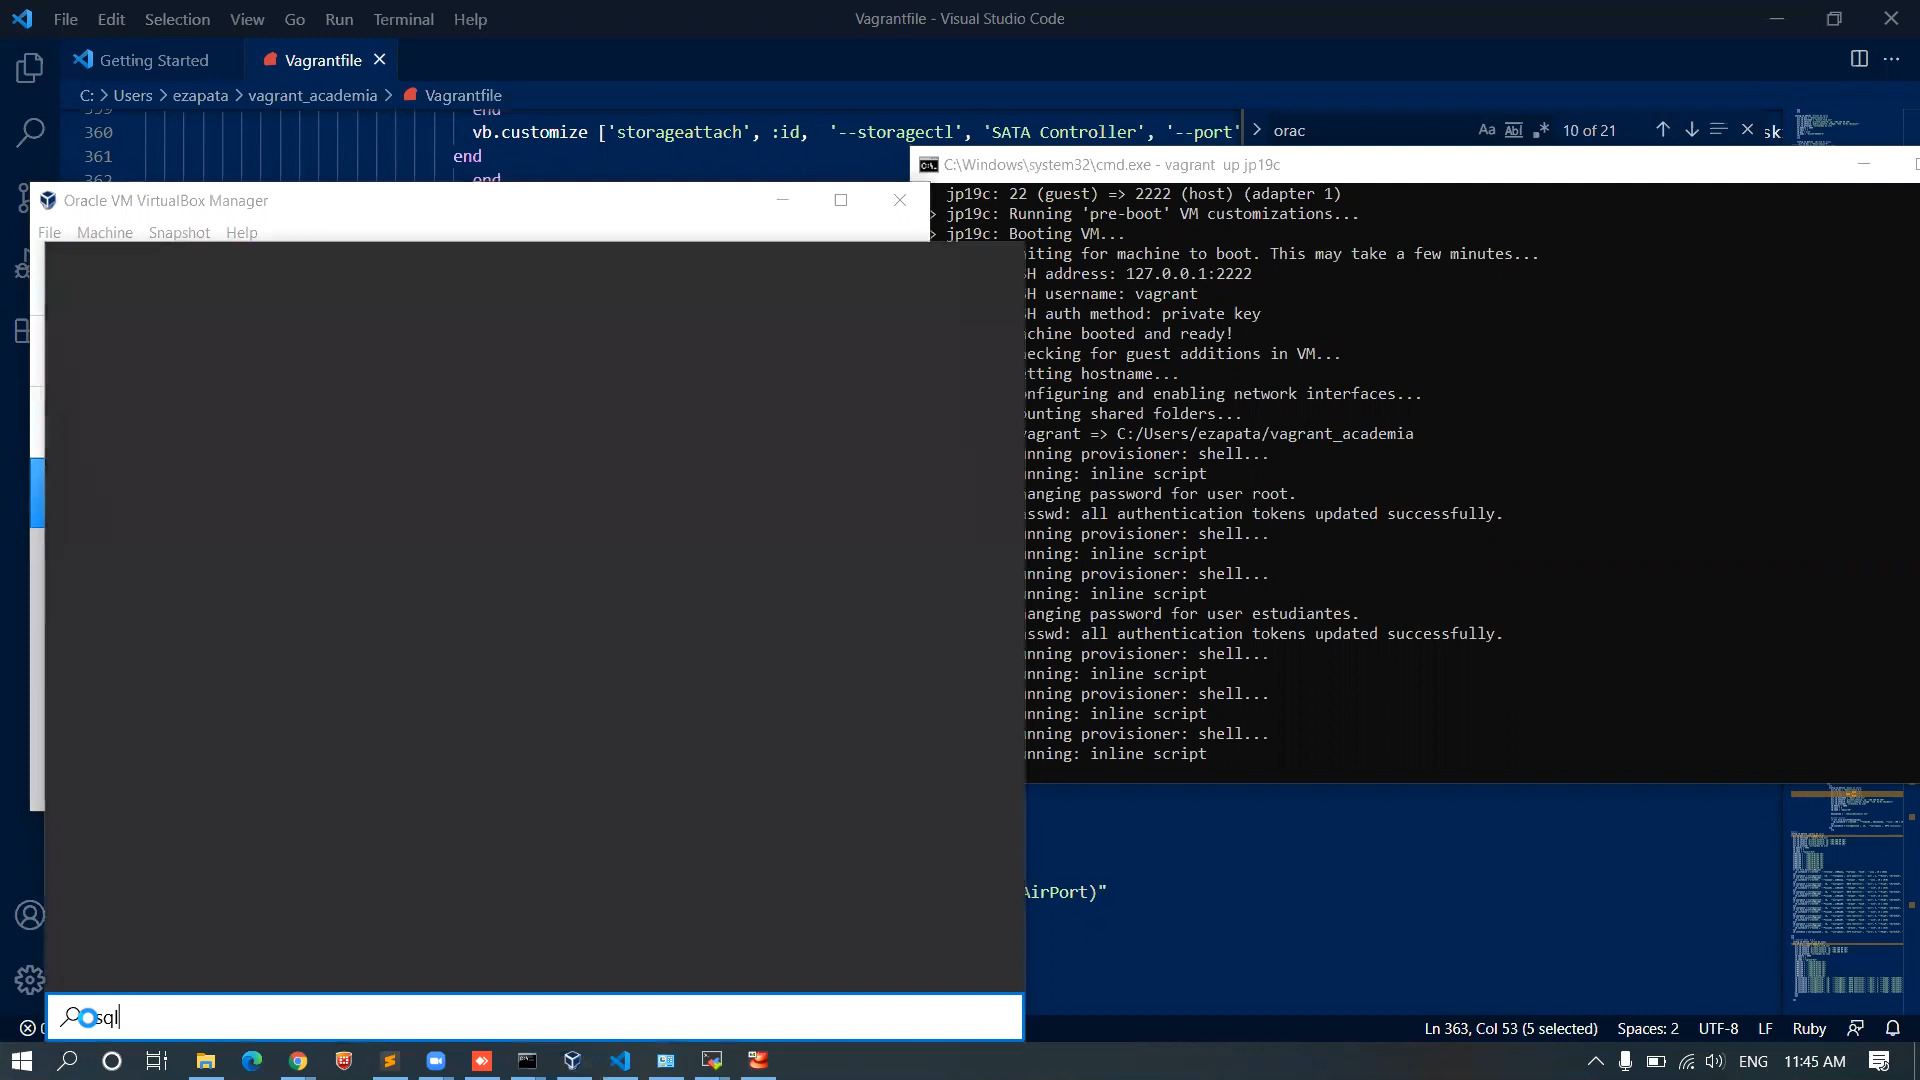 File Edit Selection View Go Run Terminal Help
Vagrantfile - Visual Studio Code
Getting Started
Vagrantfile
C: > Users > ezapata > vagrant_academia > Vagrantfile
end
360 vb.customize ['storageattach', :id, '--storagectl', 'SATA Controller', '--port'
361 end
362 end
orac
Aa Abl 10 of 21
C:\Windows\system32\cmd.exe - vagrant up jp19c
jp19c: 22 (guest) => 2222 (host) (adapter 1)
> jp19c: Running 'pre-boot' VM customizations...
> jp19c: Booting VM...
iting for machine to boot. This may take a few minutes...
H address: 127.0.0.1:2222
H username: vagrant
H auth method: private key
chine booted and ready!
ecking for guest additions in VM...
tting hostname...
nfiguring and enabling network interfaces...
unting shared folders...
vagrant => C:/Users/ezapata/vagrant_academia
nning provisioner: shell...
nning: inline script
anging password for user root.
sswd: all authentication tokens updated successfully.
nning provisioner: shell...
nning: inline script
nning provisioner: shell...
nning: inline script
anging password for user estudiantes.
sswd: all authentication tokens updated successfully.
nning provisioner: shell...
nning: inline script
nning provisioner: shell...
nning: inline script
nning provisioner: shell...
nning: inline script
Oracle VM VirtualBox Manager
File Machine Snapshot Help
AirPort)"
sql
Ln 363, Col 53 (5 selected) Spaces: 2 UTF-8 LF Ruby
ENG 11:45 AM